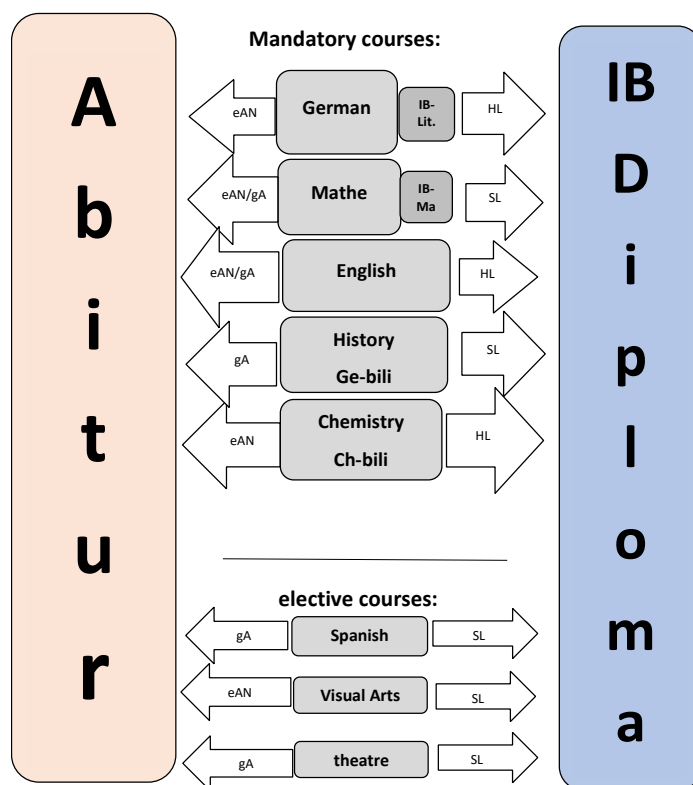 Abitur
Mandatory courses:
eAN
German
IB-
Lit.
HL
eAN/gA
Mathe
IB-
Ma
SL
eAN/gA
English
HL
gA
History
Ge-bili
SL
eAN
Chemistry
Ch-bili
HL
elective courses:
gA
Spanish
SL
eAN
Visual Arts
SL
gA
theatre
SL
IB
Diploma